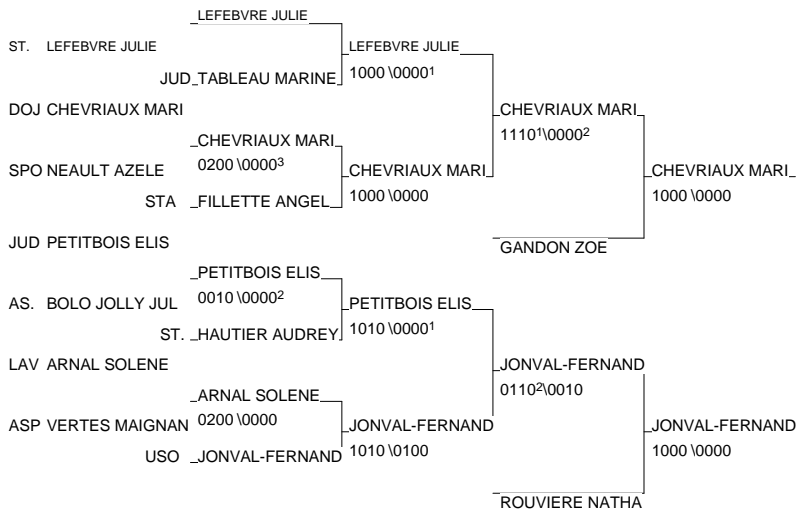 LEFEBVRE JULIE
ST. LEFEBVRE JULIE
LEFEBVRE JULIE
JUD TABLEAU MARINE
1000 \0000¹
DOJ CHEVRIAUX MARI
CHEVRIAUX MARI
1110¹\0000²
CHEVRIAUX MARI
0200 \0000³
SPO NEAULT AZELE
CHEVRIAUX MARI
1000 \0000
CHEVRIAUX MARI
1000 \0000
STA FILLETTE ANGEL
JUD PETITBOIS ELIS
GANDON ZOE
PETITBOIS ELIS
0010 \0000²
AS. BOLO JOLLY JUL
PETITBOIS ELIS
1010 \0000¹
ST. HAUTIER AUDREY
LAV ARNAL SOLENE
JONVAL-FERNAND
0110²\0010
ARNAL SOLENE
0200 \0000
ASP VERTES MAIGNAN
JONVAL-FERNAND
1010 \0100
JONVAL-FERNAND
1000 \0000
USO JONVAL-FERNAND
ROUVIERE NATHA